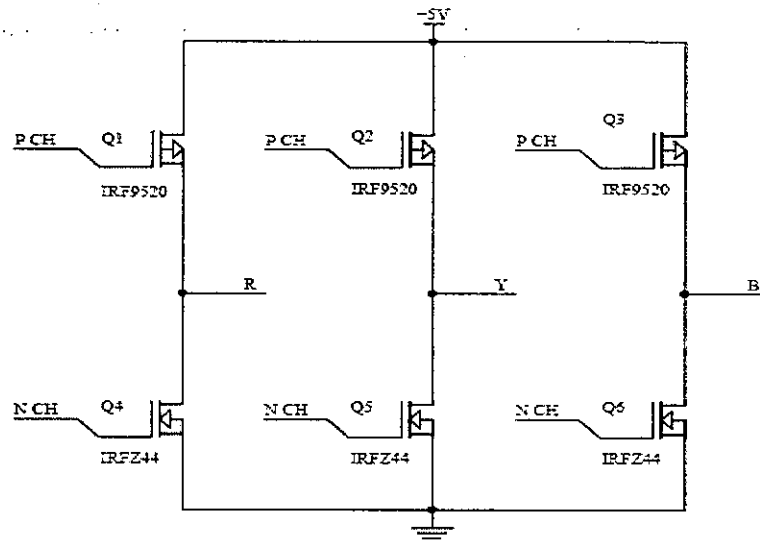 -5V
P CH Q1 P CH Q2 P CH Q3
IRF9520 IRF9520 IRF9520
R Y B
N CH Q4 N CH Q5 N CH Q6
IRFZ44 IRFZ44 IRFZ44